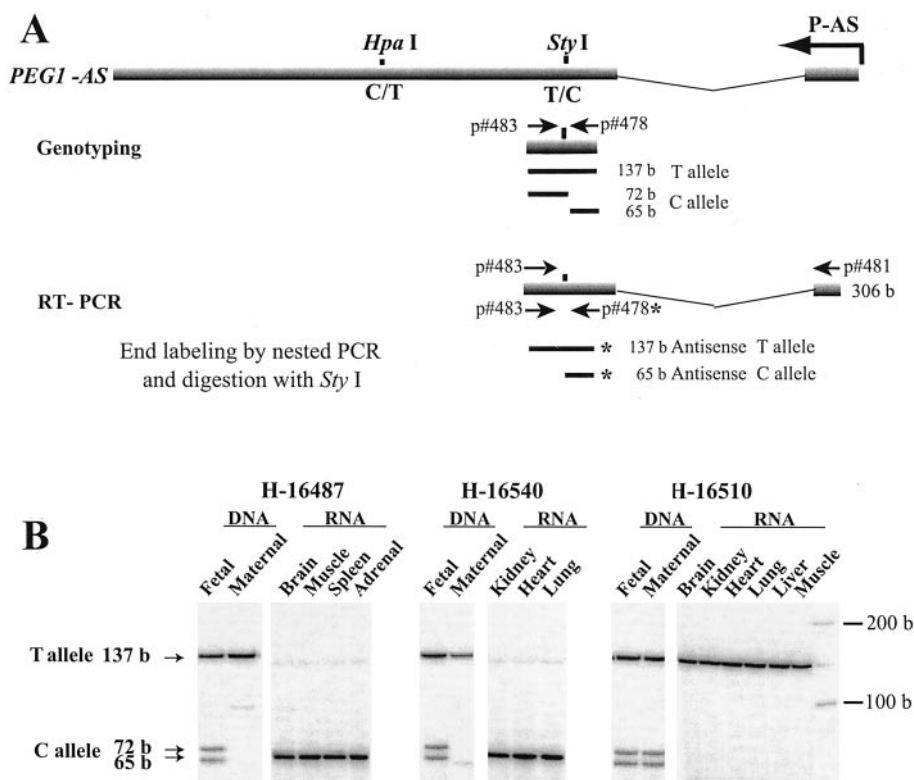 A
P-AS
Hpa I
Sty I
PEG1 -AS
C/T
T/C
p#483
p#478
Genotyping
137 b T allele
72 b
C allele
65 b
p#483
p#481
306 b
RT- PCR
p#483
p#478*
End labeling by nested PCR
and digestion with Sty I
* 137 b Antisense T allele
* 65 b Antisense C allele
B
H-16487
H-16540
H-16510
DNA RNA
DNA RNA
DNA RNA
Fetal Maternal Brain Muscle Spleen Adrenal
Fetal Maternal Kidney Heart Lung
Fetal Maternal Brain Kidney Heart Lung Liver Muscle
T allele 137 b
200 b
100 b
C allele 72 b
65 b